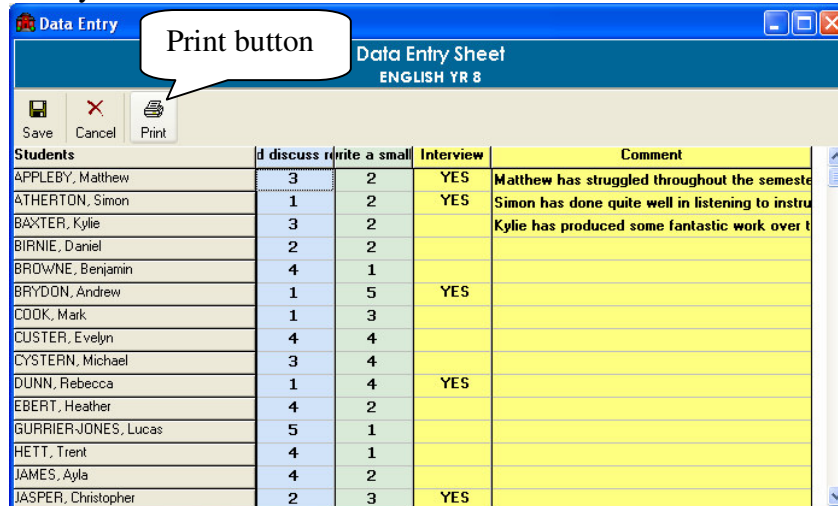 Data Entry
Print button
Data Entry Sheet
ENGLISH YR 8
Save Cancel Print
Students d discuss re write a small Interview Comment
APPLEBY, Matthew 3 2 YES Matthew has struggled throughout the semeste
ATHERTON, Simon 1 2 YES Simon has done quite well in listening to instru
BAXTER, Kylie 3 2 Kylie has produced some fantastic work over t
BIRNIE, Daniel 2 2
BROWNE, Benjamin 4 1
BRYDON, Andrew 1 5 YES
COOK, Mark 1 3
CUSTER, Evelyn 4 4
CYSTERN, Michael 3 4
DUNN, Rebecca 1 4 YES
EBERT, Heather 4 2
GURRIER-JONES, Lucas 5 1
HETT, Trent 4 1
JAMES, Ayla 4 2
JASPER, Christopher 2 3 YES